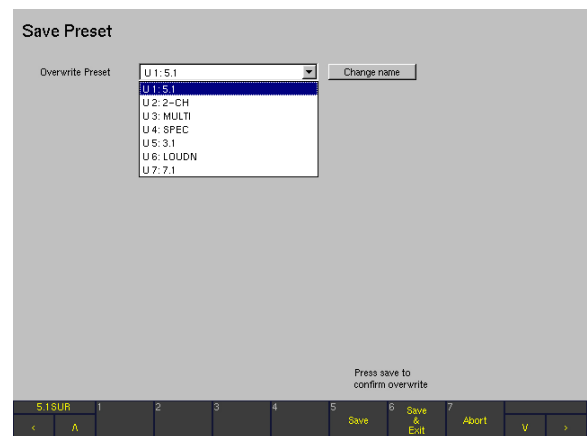 Save Preset
Overwrite Preset
U 1: 5.1
Change name
U 1: 5.1
U 2: 2-CH
U 3: MULTI
U 4: SPEC
U 5: 3.1
U 6: LOUDN
U 7: 7.1
Press save to
confirm overwrite
5.1SUR
1
2
3
4
5
Save
6
Save
&
Exit
7
Abort
<
Λ
V
>